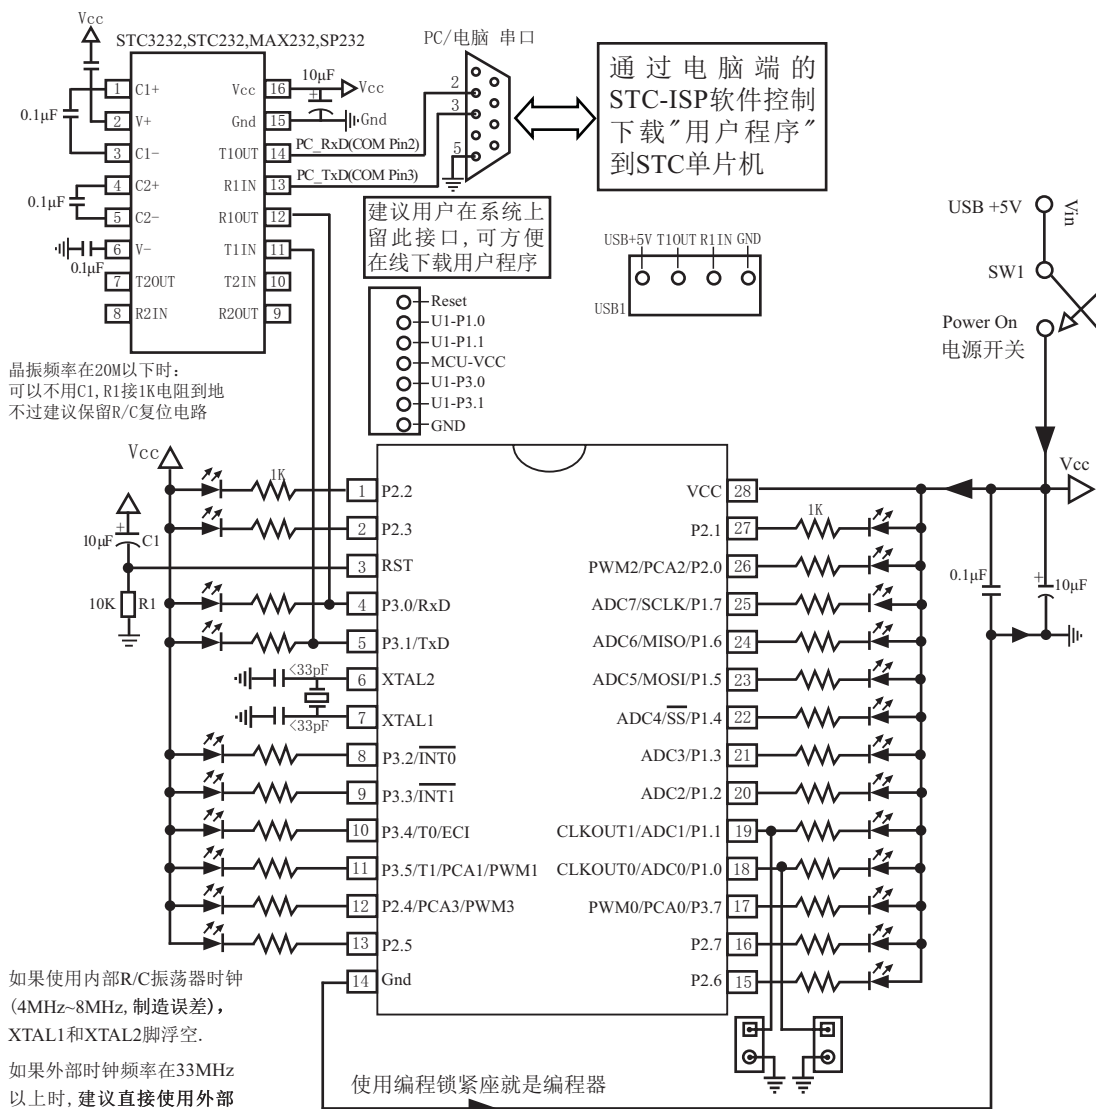 Vcc
STC3232,STC232,MAX232,SP232
1 C1+
2 V+
3 C1-
4 C2+
5 C2-
6 V-
7 T2OUT
8 R2IN
Vcc 16
Gnd 15
T1OUT 14
R1IN 13
R1OUT 12
T1IN 11
T2IN 10
R2OUT 9
0.1μF
0.1μF
0.1μF
10μF
+
Vcc
Gnd
PC_RxD(COM Pin2)
PC_TxD(COM Pin3)
PC/电脑 串口
2
3
5
通过电脑端的
STC-ISP软件控制
下载"用户程序"
到STC单片机
建议用户在系统上
留此接口,可方便
在线下载用户程序
USB+5V T1OUT R1IN GND
USB1
USB +5V
Vin
SW1
Power On
电源开关
Reset
U1-P1.0
U1-P1.1
MCU-VCC
U1-P3.0
U1-P3.1
GND
晶振频率在20M以下时:
可以不用C1,R1接1K电阻到地
不过建议保留R/C复位电路
Vcc
1K
+
10μF C1
10K R1
<33pF
<33pF
1 P2.2
2 P2.3
3 RST
4 P3.0/RxD
5 P3.1/TxD
6 XTAL2
7 XTAL1
8 P3.2/INT0
9 P3.3/INT1
10 P3.4/T0/ECI
11 P3.5/T1/PCA1/PWM1
12 P2.4/PCA3/PWM3
13 P2.5
14 Gnd
VCC 28
P2.1 27
PWM2/PCA2/P2.0 26
ADC7/SCLK/P1.7 25
ADC6/MISO/P1.6 24
ADC5/MOSI/P1.5 23
ADC4/SS/P1.4 22
ADC3/P1.3 21
ADC2/P1.2 20
CLKOUT1/ADC1/P1.1 19
CLKOUT0/ADC0/P1.0 18
PWM0/PCA0/P3.7 17
P2.7 16
P2.6 15
1K
Vcc
0.1μF
+
10μF
如果使用内部R/C振荡器时钟
(4MHz~8MHz,制造误差),
XTAL1和XTAL2脚浮空.
如果外部时钟频率在33MHz
以上时,建议直接使用外部
使用编程锁紧座就是编程器